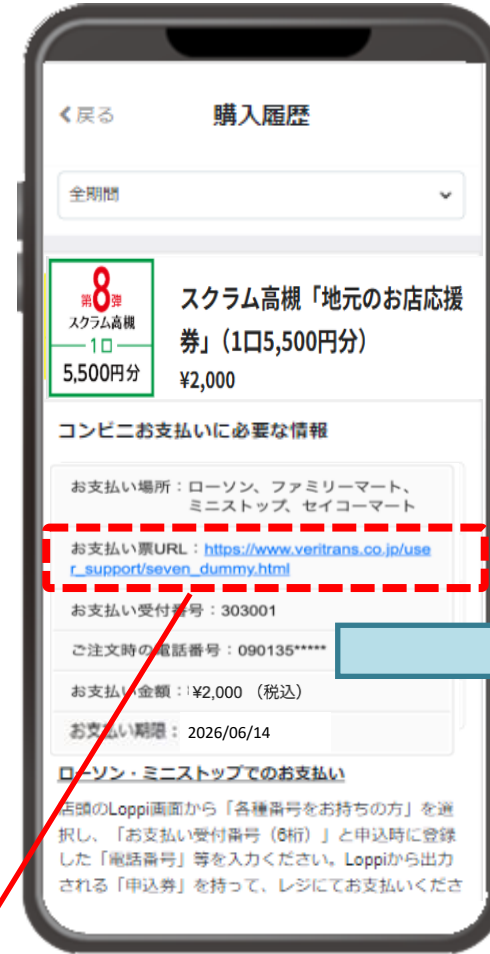 戻る
購入履歴
全期間
第8弾
スクラム高槻
1口
5,500円分
スクラム高槻「地元のお店応援
券」（1口5,500円分）
¥2,000
コンビニお支払いに必要な情報
お支払い場所：ローソン、ファミリーマート、
ミニストップ、セイコーマート
お支払い票URL：https://www.veritrans.co.jp/use
r_support/seven_dummy.html
お支払い受付番号：303001
ご注文時の電話番号：090135*****
お支払い金額：¥2,000 （税込）
お支払い期限：2026/06/14
ローソン・ミニストップでのお支払い
店頭のLoppi画面から「各種番号をお持ちの方」を選
択し、「お支払い受付番号（6桁）」と申込時に登録
した「電話番号」等を入力ください。Loppiから出力
される「申込券」を持って、レジにてお支払いくださ